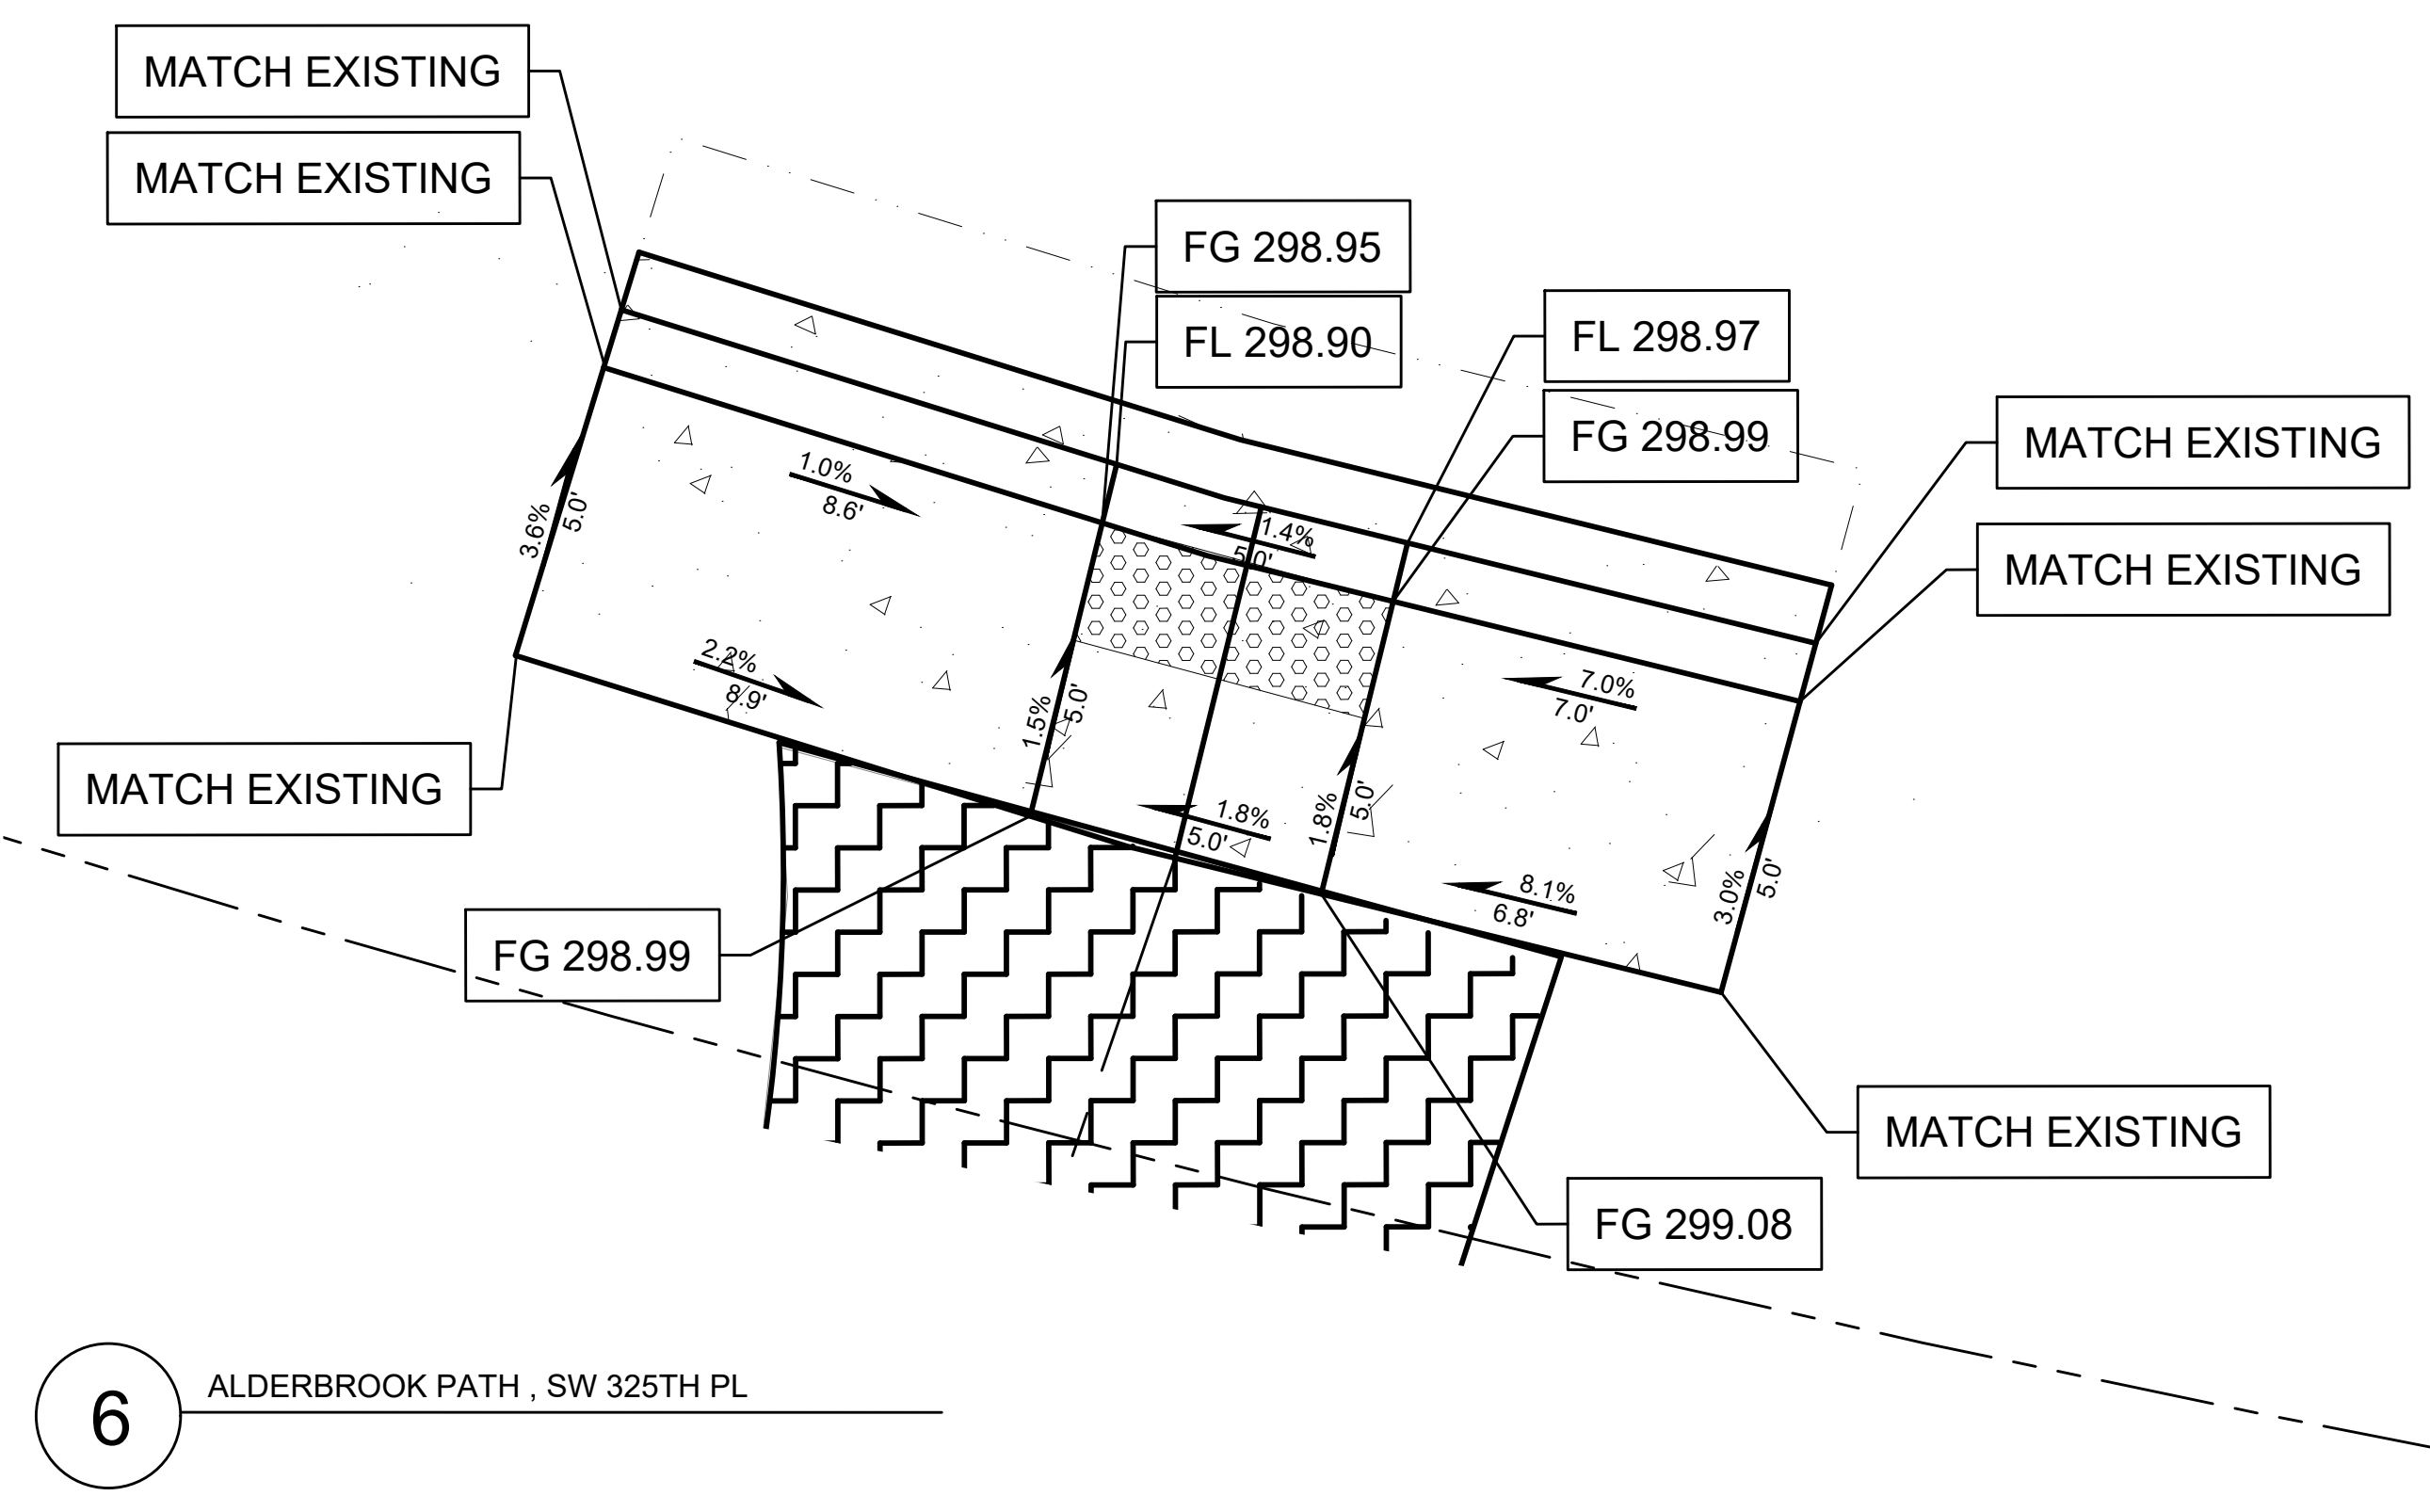 MATCH EXISTING
MATCH EXISTING
FG 298.95
FL 298.90
FL 298.97
FG 298.99
MATCH EXISTING
MATCH EXISTING
1.0%
8.6'
3.6%
5.0'
1.4%
5.0'
2.2%
8.9'
1.5%
5.0'
7.0%
7.0'
MATCH EXISTING
1.8%
5.0'
1.8%
5.0'
8.1%
6.8'
3.0%
5.0'
FG 298.99
MATCH EXISTING
FG 299.08
6
ALDERBROOK PATH , SW 325TH PL